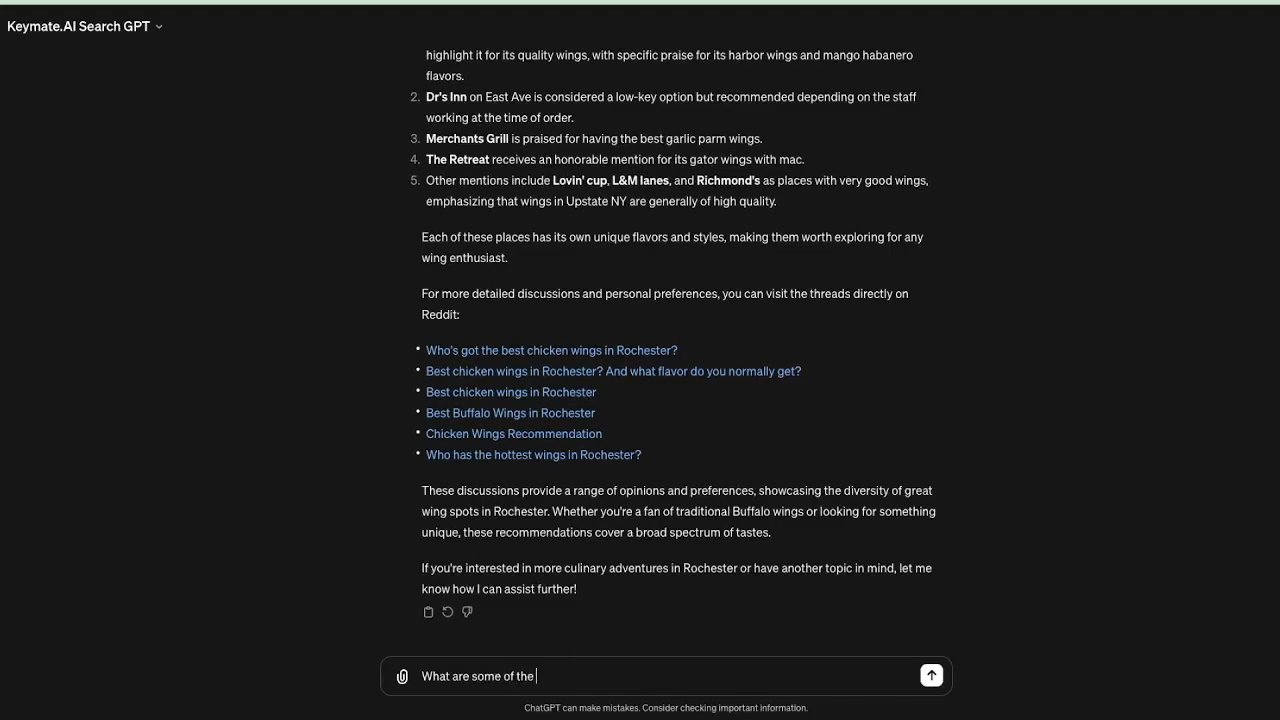 Keymate.AI Search GPT
highlight it for its quality wings, with specific praise for its harbor wings and mango habanero
flavors.
2. Dr's Inn on East Ave is considered a low-key option but recommended depending on the staff
working at the time of order.
3. Merchants Grill is praised for having the best garlic parm wings.
4. The Retreat receives an honorable mention for its gator wings with mac.
5. Other mentions include Lovin' cup, L&M lanes, and Richmond's as places with very good wings,
emphasizing that wings in Upstate NY are generally of high quality.
Each of these places has its own unique flavors and styles, making them worth exploring for any
wing enthusiast.
For more detailed discussions and personal preferences, you can visit the threads directly on
Reddit:
• Who's got the best chicken wings in Rochester?
• Best chicken wings in Rochester? And what flavor do you normally get?
• Best chicken wings in Rochester
• Best Buffalo Wings in Rochester
• Chicken Wings Recommendation
• Who has the hottest wings in Rochester?
These discussions provide a range of opinions and preferences, showcasing the diversity of great
wing spots in Rochester. Whether you're a fan of traditional Buffalo wings or looking for something
unique, these recommendations cover a broad spectrum of tastes.
If you're interested in more culinary adventures in Rochester or have another topic in mind, let me
know how I can assist further!
What are some of the
ChatGPT can make mistakes. Consider checking important information.